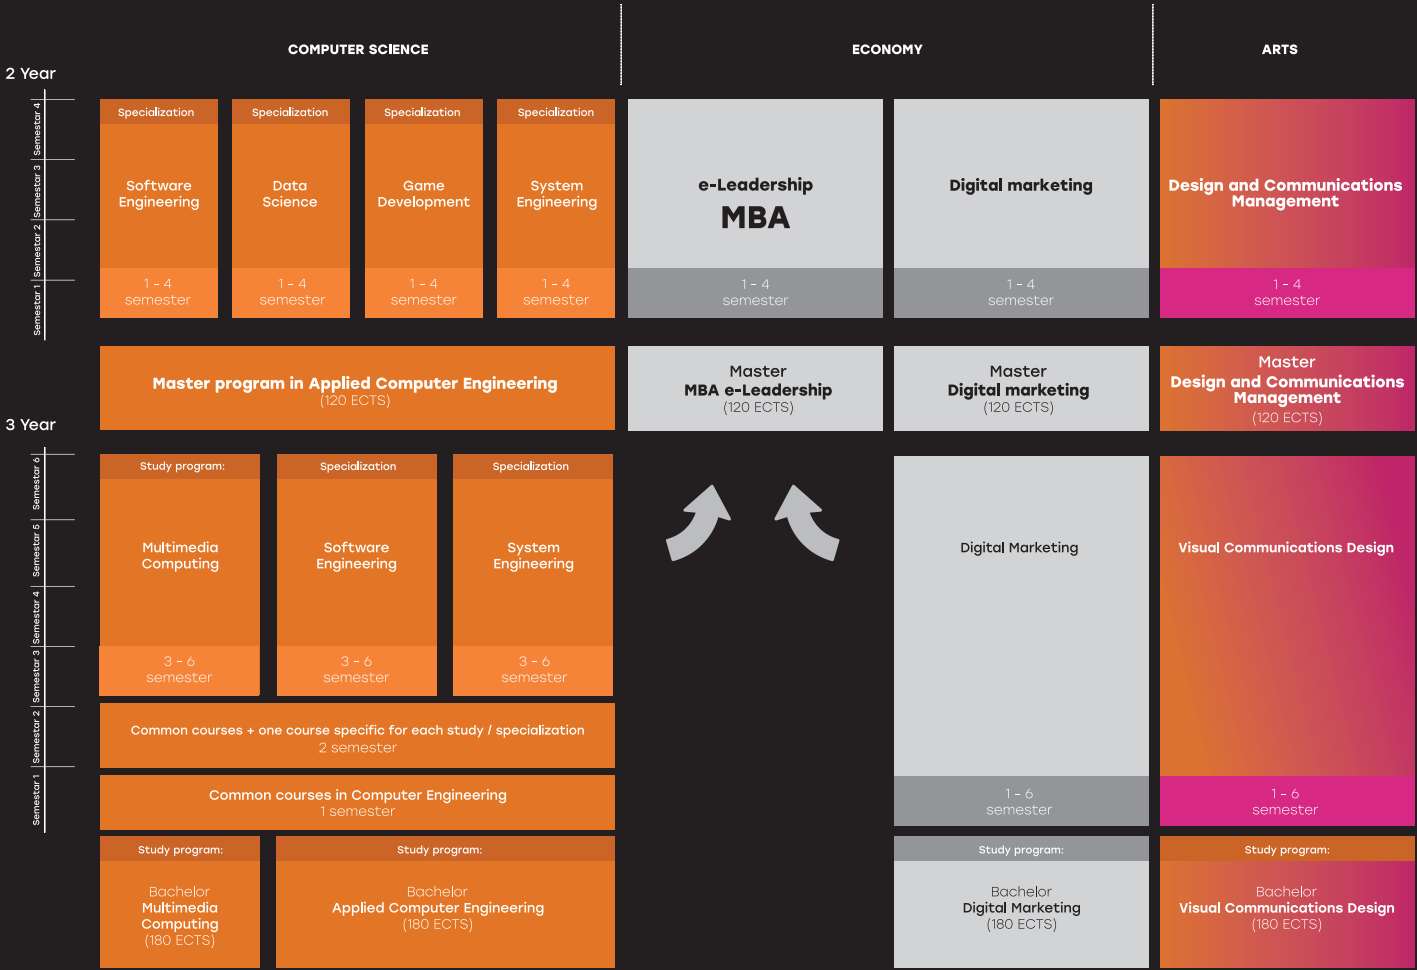 COMPUTER SCIENCE
ECONOMY
ARTS
2 Year
Semestar 4
Semestar 3
Semestar 2
Semestar 1
Specialization
Software
Engineering
1 - 4
semester
Specialization
Data
Science
1 - 4
semester
Specialization
Game
Development
1 - 4
semester
Specialization
System
Engineering
1 - 4
semester
e-Leadership
MBA
1 - 4
semester
Digital marketing
1 - 4
semester
Design and Communications
Management
1 - 4
semester
Master program in Applied Computer Engineering
(120 ECTS)
Master
MBA e-Leadership
(120 ECTS)
Master
Digital marketing
(120 ECTS)
Master
Design and Communications
Management
(120 ECTS)
3 Year
Semestar 6
Semestar 5
Semestar 4
Semestar 3
Semestar 2
Semestar 1
Study program:
Multimedia
Computing
3 - 6
semester
Specialization
Software
Engineering
3 - 6
semester
Specialization
System
Engineering
3 - 6
semester
Digital Marketing
1 - 6
semester
Visual Communications Design
1 - 6
semester
Common courses + one course specific for each study / specialization
2 semester
Common courses in Computer Engineering
1 semester
Study program:
Bachelor
Multimedia
Computing
(180 ECTS)
Study program:
Bachelor
Applied Computer Engineering
(180 ECTS)
Study program:
Bachelor
Digital Marketing
(180 ECTS)
Study program:
Bachelor
Visual Communications Design
(180 ECTS)